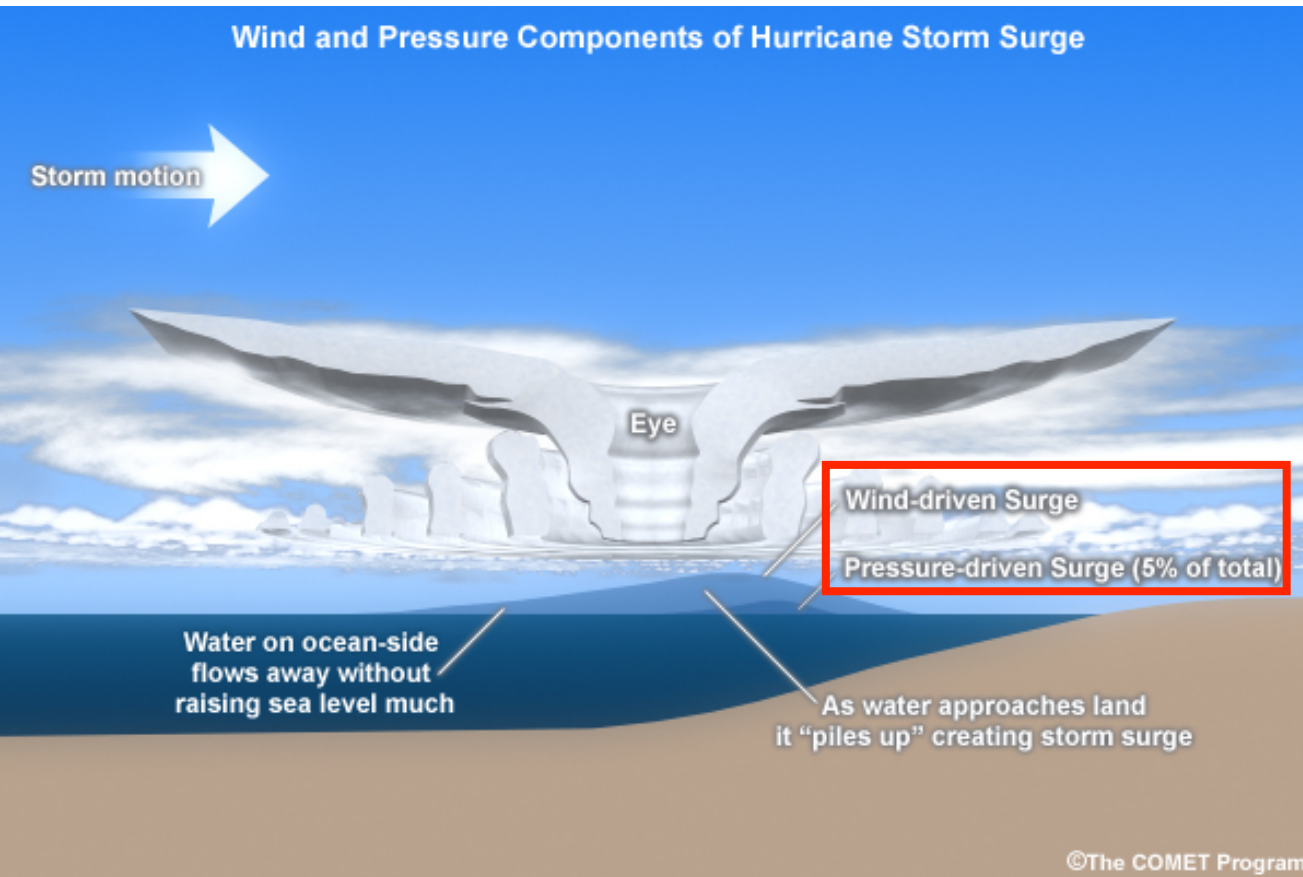 Wind and Pressure Components of Hurricane Storm Surge
Storm motion
Eye
Wind-driven Surge
Pressure-driven Surge (5% of total)
Water on ocean-side
flows away without
raising sea level much
As water approaches land
it “piles up” creating storm surge
©The COMET Program